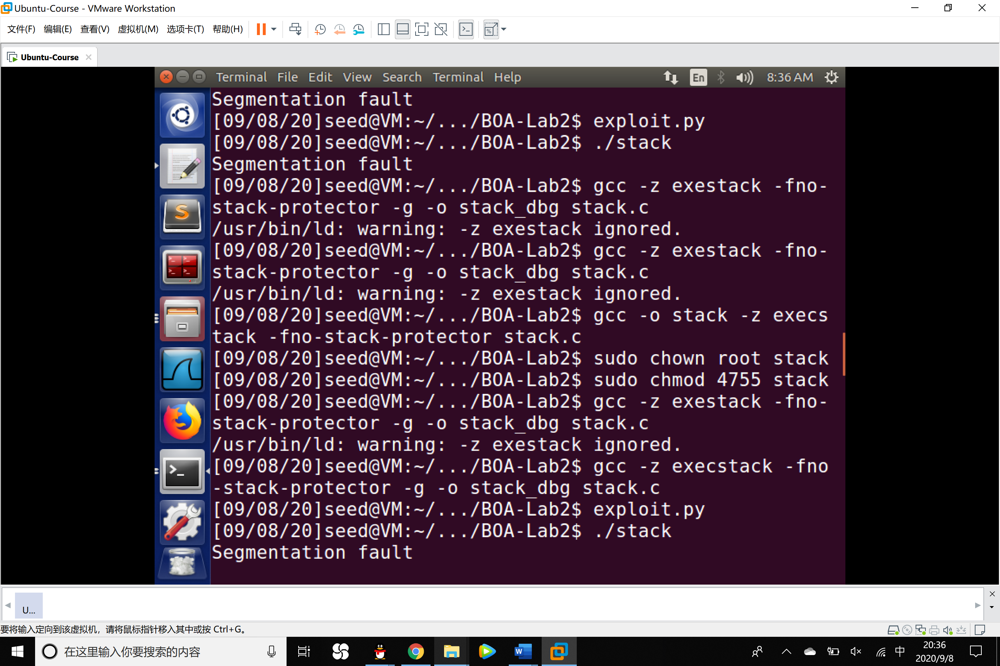 Ubuntu-Course - VMware Workstation
文件(F) 编辑(E) 查看(V) 虚拟机(M) 选项卡(T) 帮助(H)
Ubuntu-Course
Terminal File Edit View Search Terminal Help En 8:36 AM
Segmentation fault
[09/08/20]seed@VM:~/.../BOA-Lab2$ exploit.py
[09/08/20]seed@VM:~/.../BOA-Lab2$ ./stack
Segmentation fault
[09/08/20]seed@VM:~/.../BOA-Lab2$ gcc -z exestack -fno-
stack-protector -g -o stack_dbg stack.c
/usr/bin/ld: warning: -z exestack ignored.
[09/08/20]seed@VM:~/.../BOA-Lab2$ gcc -z exestack -fno-
stack-protector -g -o stack_dbg stack.c
/usr/bin/ld: warning: -z exestack ignored.
[09/08/20]seed@VM:~/.../BOA-Lab2$ gcc -o stack -z execs
tack -fno-stack-protector stack.c
[09/08/20]seed@VM:~/.../BOA-Lab2$ sudo chown root stack
[09/08/20]seed@VM:~/.../BOA-Lab2$ sudo chmod 4755 stack
[09/08/20]seed@VM:~/.../BOA-Lab2$ gcc -z exestack -fno-
stack-protector -g -o stack_dbg stack.c
/usr/bin/ld: warning: -z exestack ignored.
[09/08/20]seed@VM:~/.../BOA-Lab2$ gcc -z execstack -fno
-stack-protector -g -o stack_dbg stack.c
[09/08/20]seed@VM:~/.../BOA-Lab2$ exploit.py
[09/08/20]seed@VM:~/.../BOA-Lab2$ ./stack
Segmentation fault
U...
要将输入定向到该虚拟机，请将鼠标指针移入其中或按 Ctrl+G。
在这里输入你要搜索的内容
中
20:36
2020/9/8